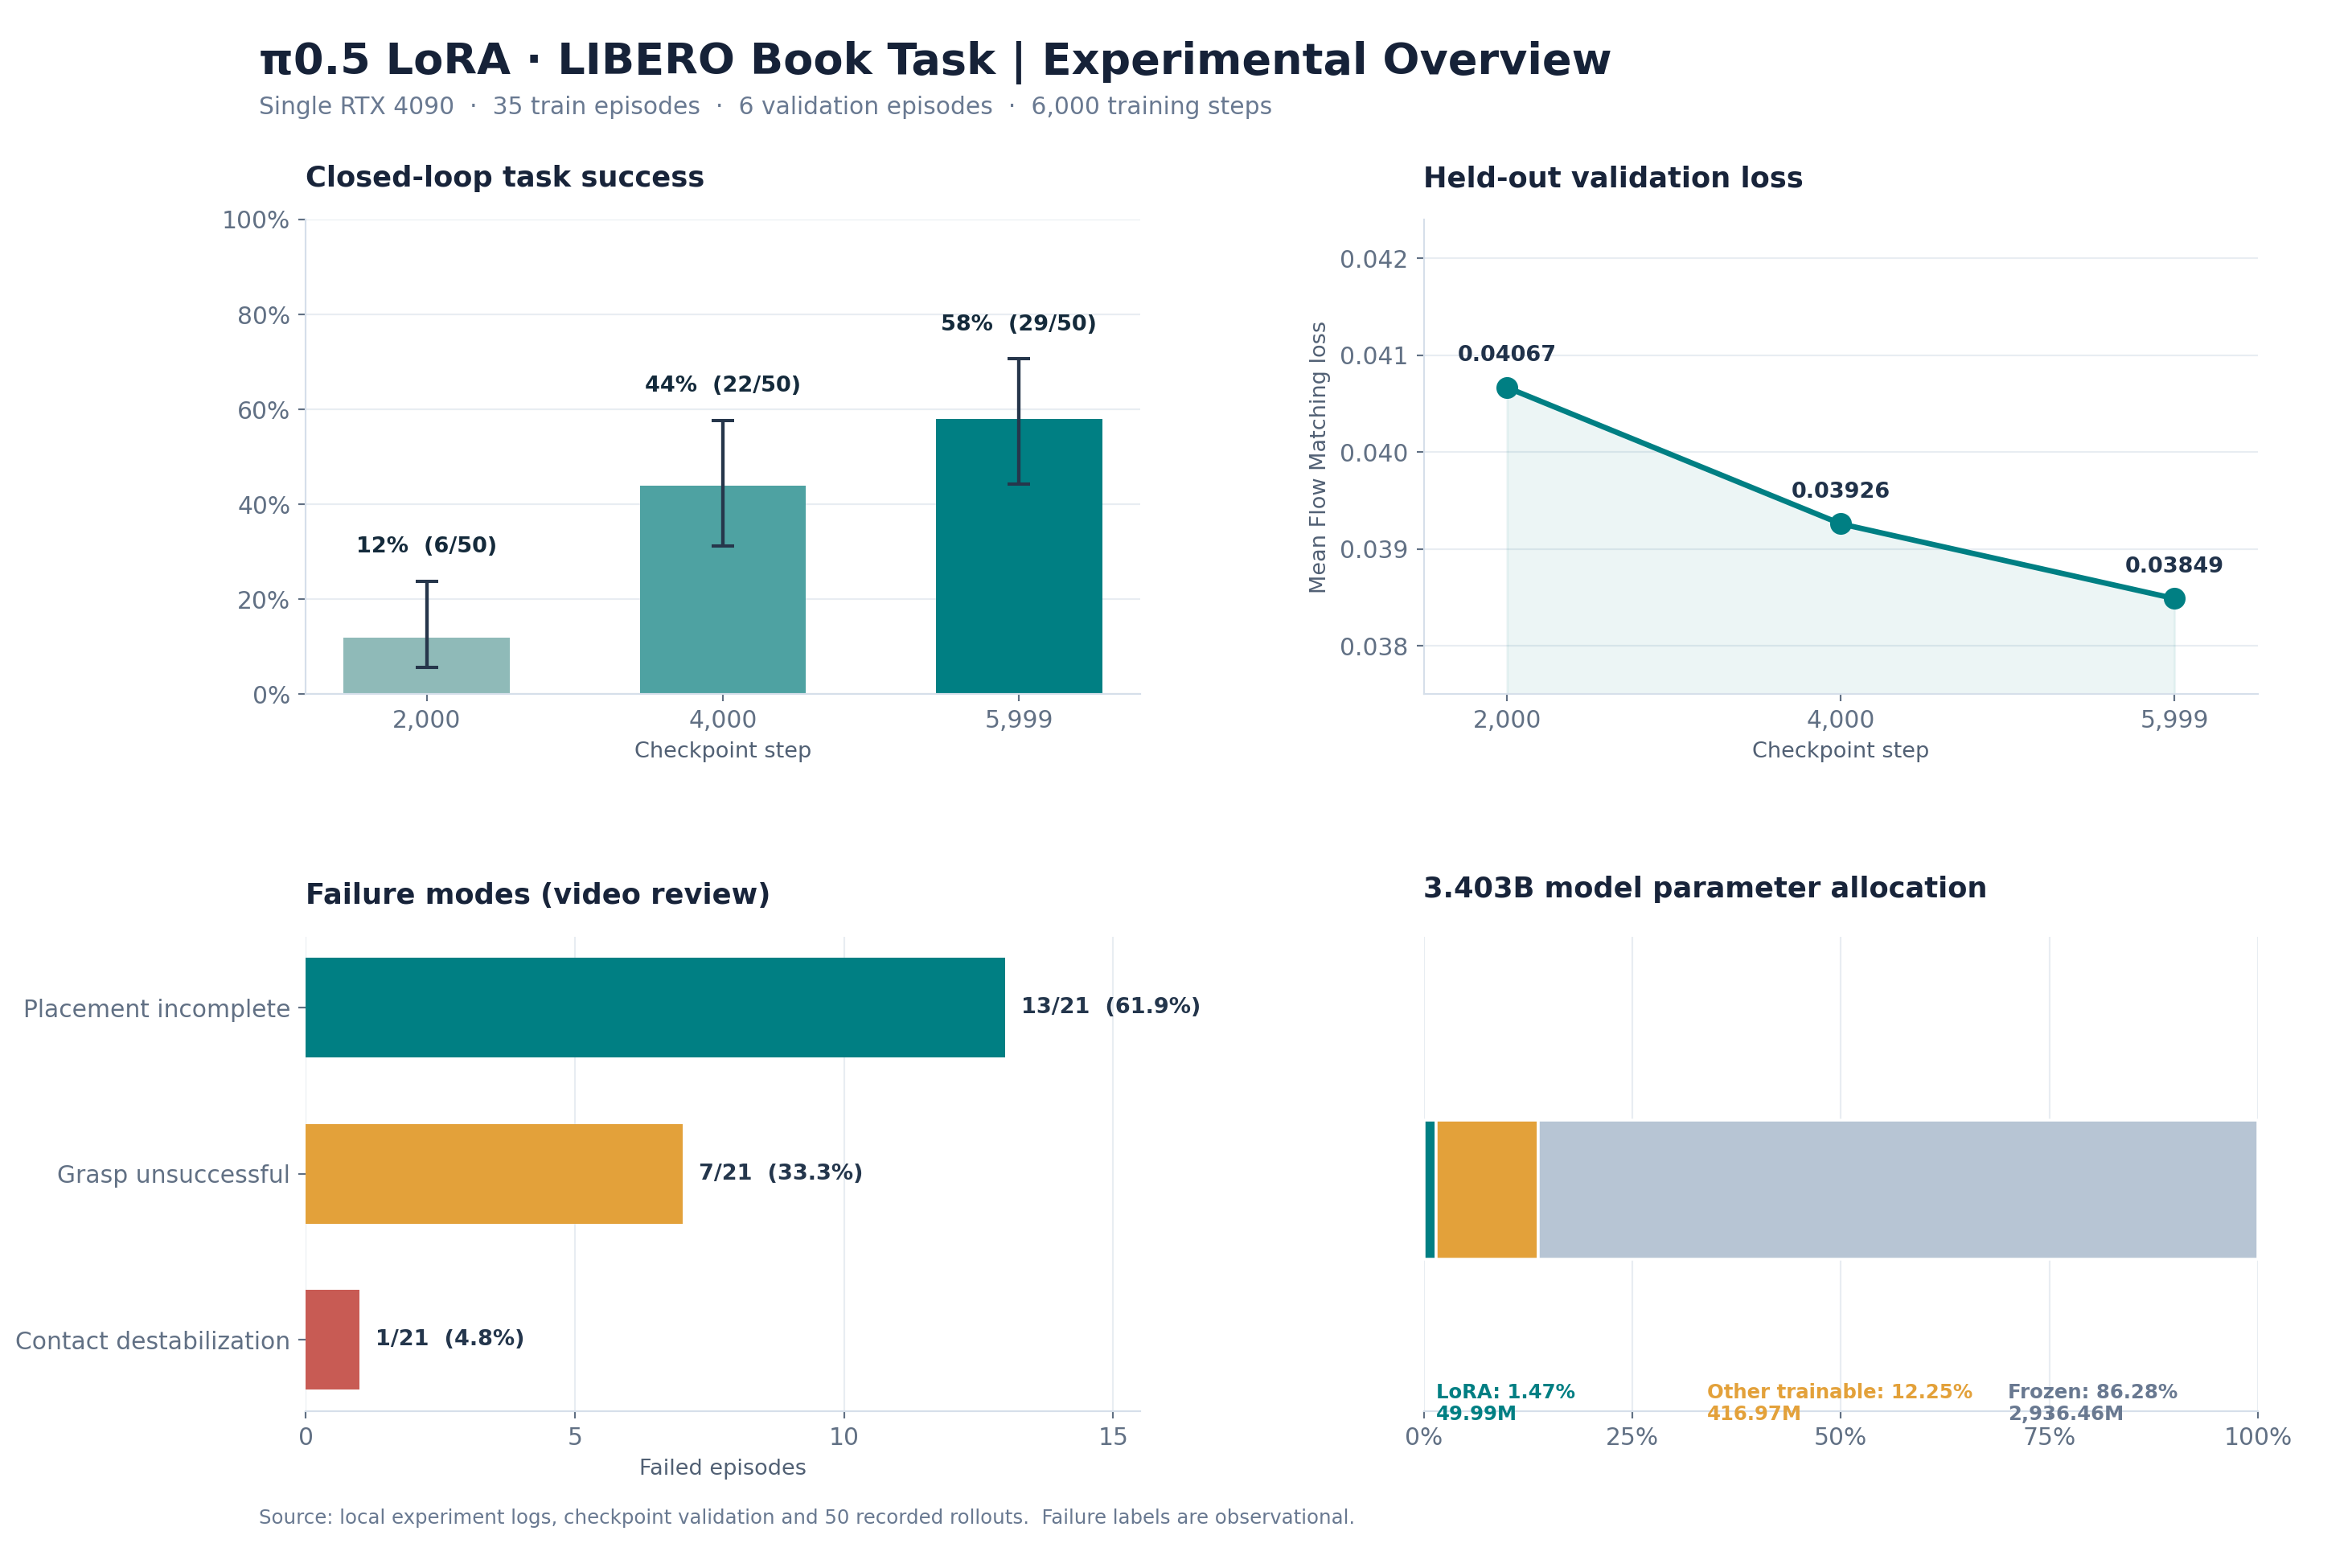 π0.5 LoRA · LIBERO Book Task | Experimental Overview
Single RTX 4090 · 35 train episodes · 6 validation episodes · 6,000 training steps
Closed-loop task success
100%
80%
60%
40%
20%
0%
12% (6/50)
44% (22/50)
58% (29/50)
2,000 4,000 5,999
Checkpoint step
Held-out validation loss
Mean Flow Matching loss
0.042
0.041
0.040
0.039
0.038
0.04067
0.03926
0.03849
2,000 4,000 5,999
Checkpoint step
Failure modes (video review)
Placement incomplete 13/21 (61.9%)
Grasp unsuccessful 7/21 (33.3%)
Contact destabilization 1/21 (4.8%)
0 5 10 15
Failed episodes
3.403B model parameter allocation
LoRA: 1.47% Other trainable: 12.25% Frozen: 86.28%
49.99M 416.97M 2,936.46M
0% 25% 50% 75% 100%
Source: local experiment logs, checkpoint validation and 50 recorded rollouts. Failure labels are observational.